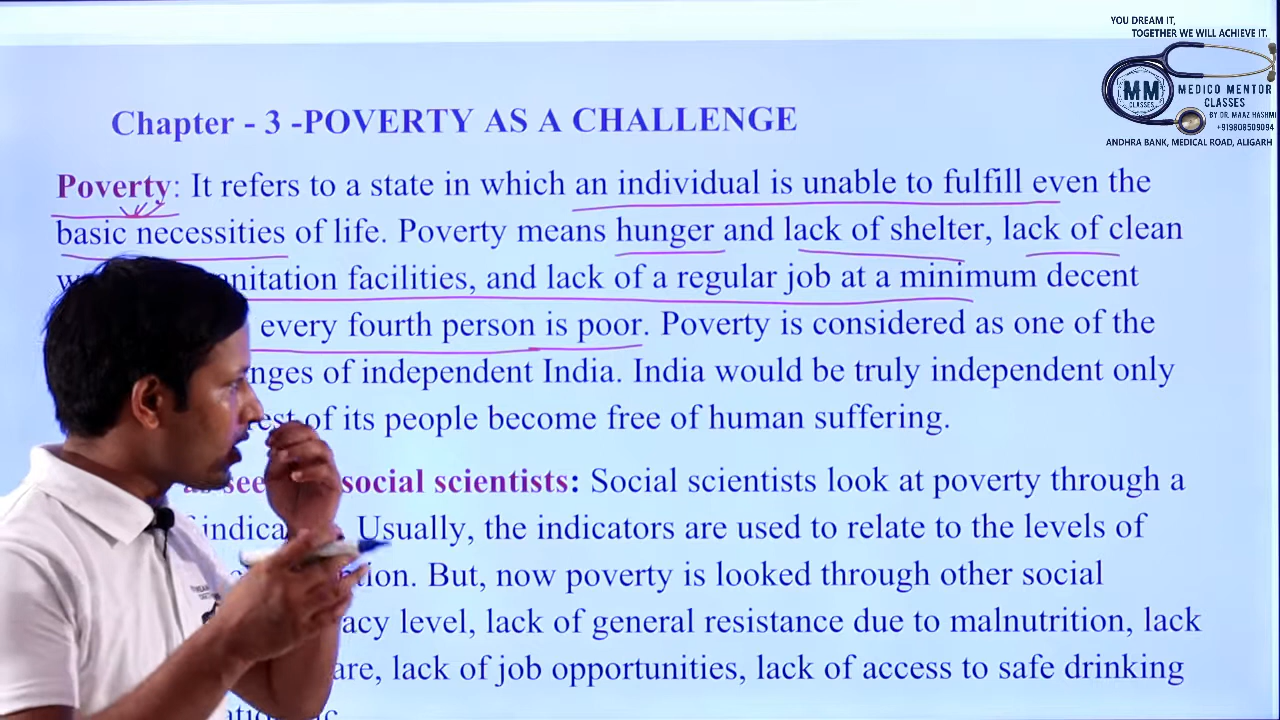 YOU DREAM IT,
TOGETHER WE WILL ACHIEVE IT.
MM
CLASSES
MEDICO MENTOR
CLASSES
BY DR. MAAZ HASHMI
+919808509094
ANDHRA BANK, MEDICAL ROAD, ALIGARH
Chapter - 3 -POVERTY AS A CHALLENGE
Poverty: It refers to a state in which an individual is unable to fulfill even the
basic necessities of life. Poverty means hunger and lack of shelter, lack of clean
facilities, and lack of a regular job at a minimum decent
every fourth person is poor. Poverty is considered as one of the
of independent India. India would be truly independent only
of its people become free of human suffering.
social scientists: Social scientists look at poverty through a
Usually, the indicators are used to relate to the levels of
But, now poverty is looked through other social
level, lack of general resistance due to malnutrition, lack
lack of job opportunities, lack of access to safe drinking